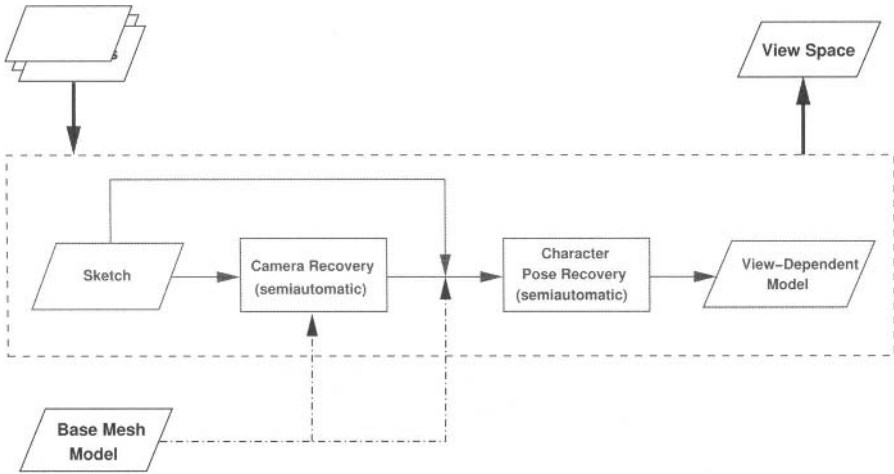 View Space
Sketch
Camera Recovery
(semiautomatic)
Character
Pose Recovery
(semiautomatic)
View-Dependent
Model
Base Mesh
Model